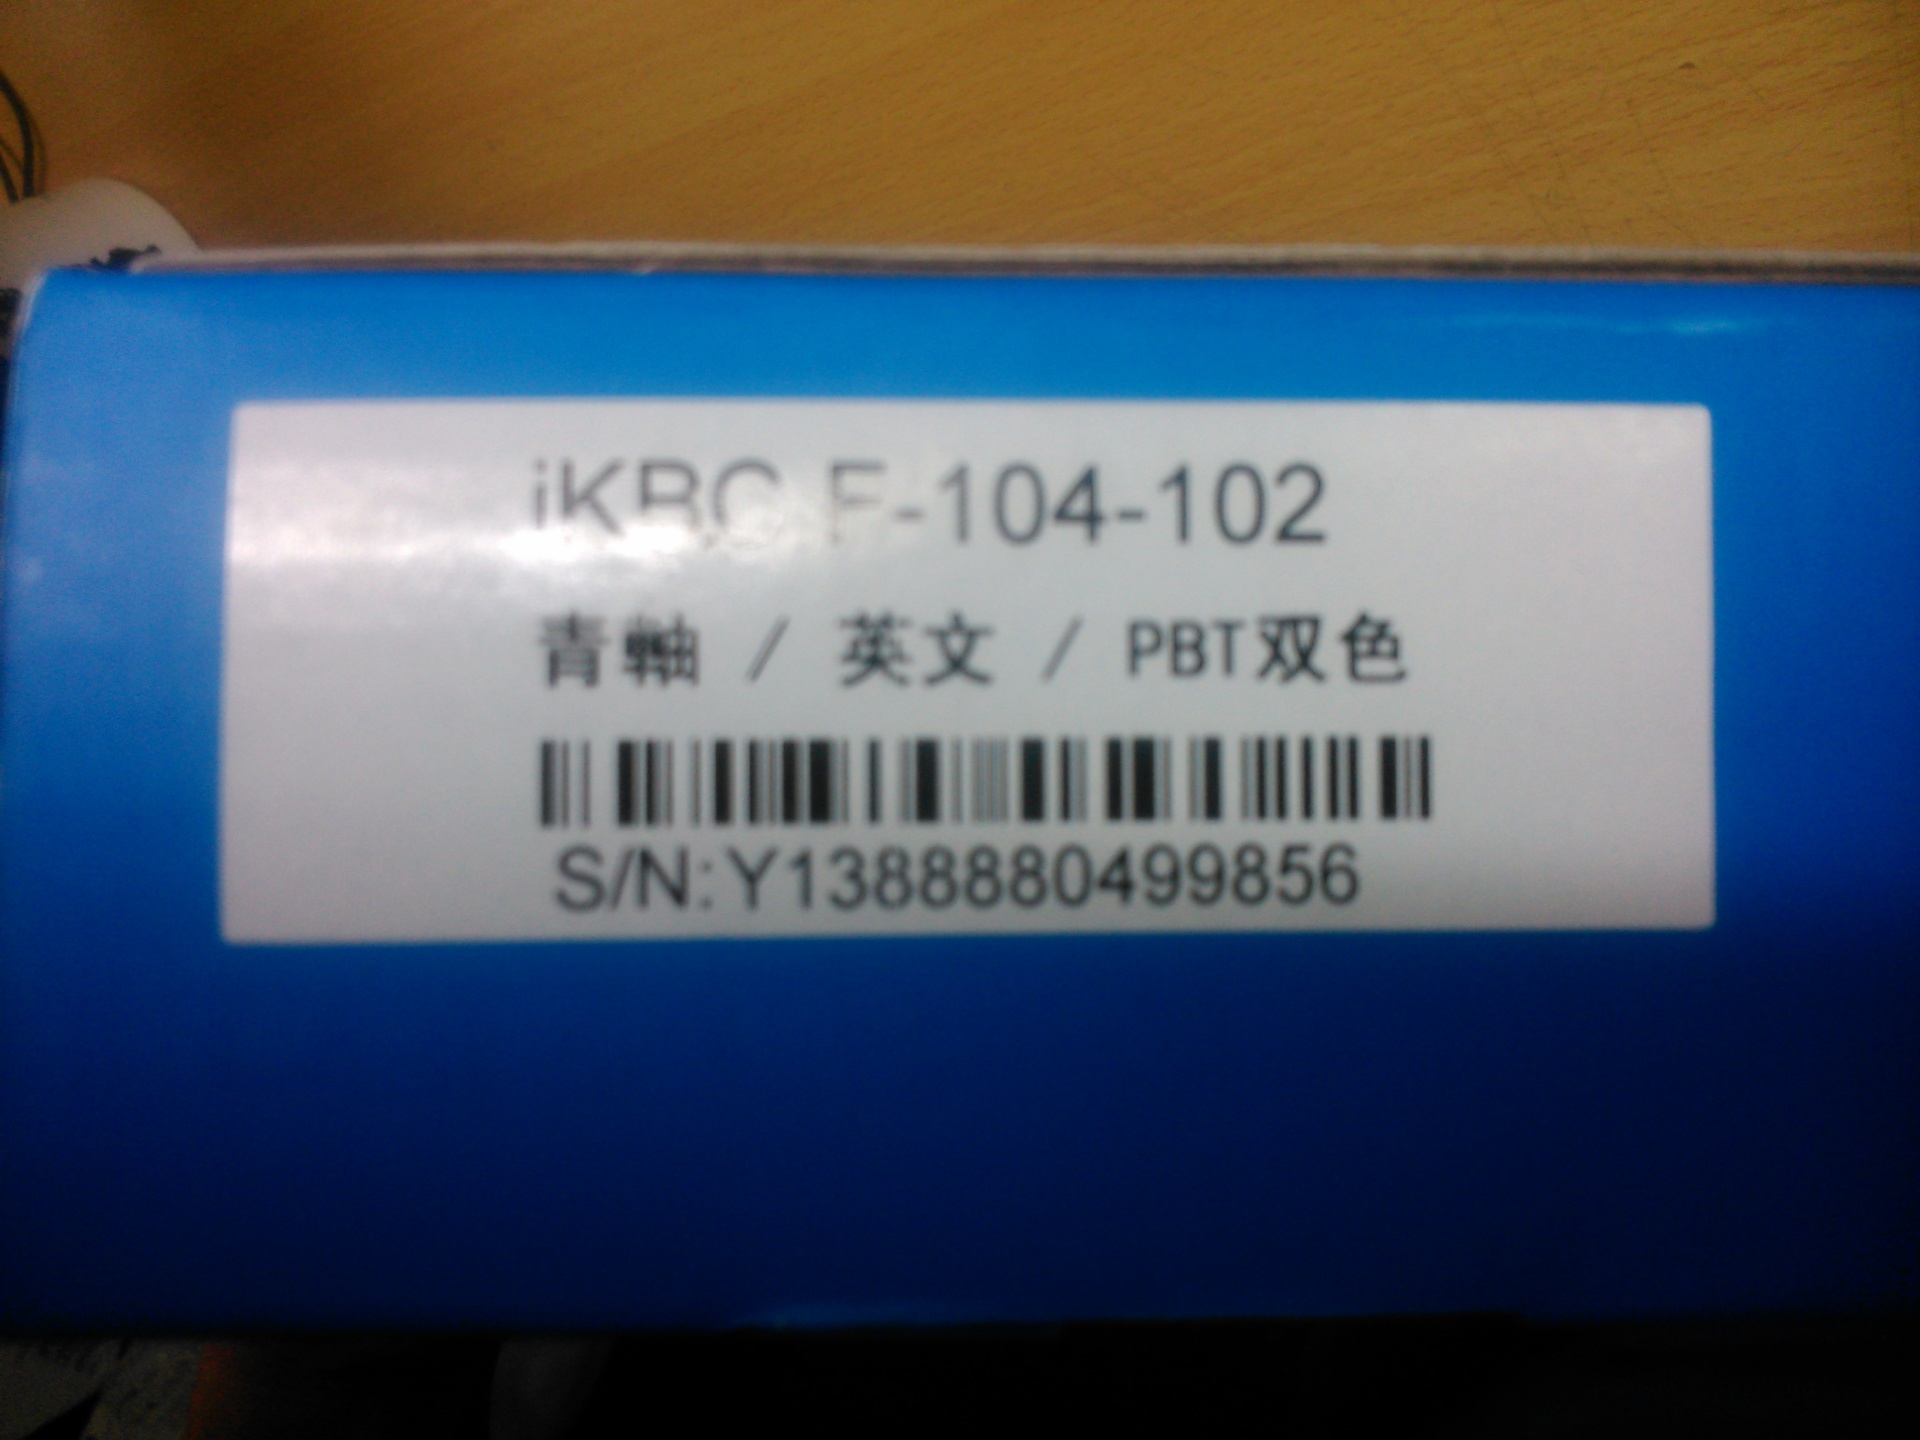 iKBC F-104-102
青軸 / 英文 / PBT双色
S/N:Y1388880499856